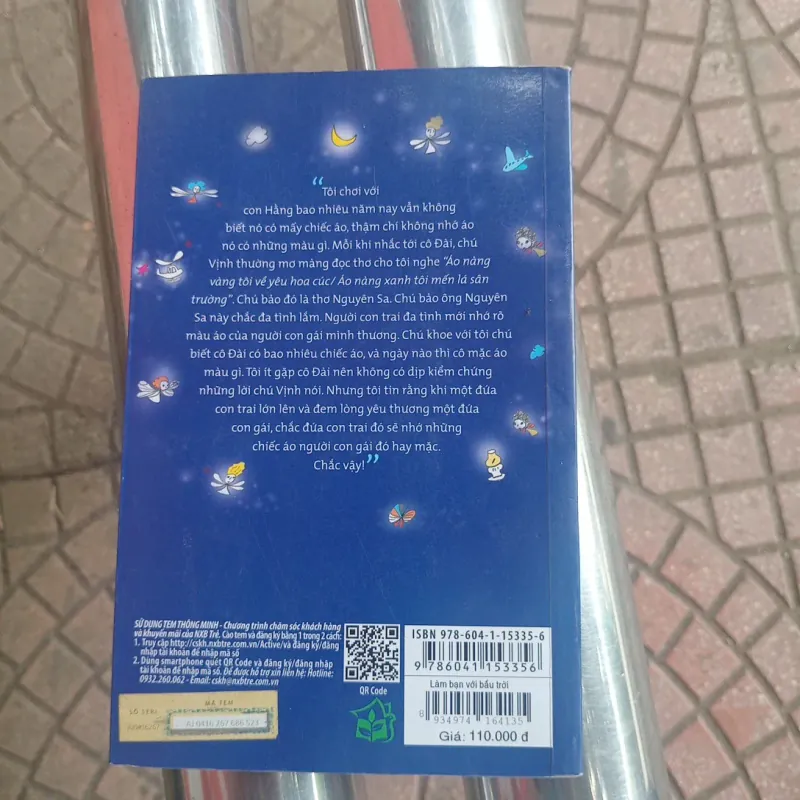 “Tôi chơi với
con Hằng bao nhiêu năm nay vẫn không
biết nó có mấy chiếc áo, thậm chí không nhớ áo
nó có những màu gì. Mỗi khi nhắc tới cô Đài, chú
Vịnh thường mơ màng đọc thơ cho tôi nghe “Áo nàng
vàng tôi về yêu hoa cúc/ Áo nàng xanh tôi mến lá sân
trường”. Chú bảo đó là thơ Nguyên Sa. Chú bảo ông Nguyên
Sa này chắc đa tình lắm. Người con trai đa tình mới nhớ rõ
màu áo của người con gái mình thương. Chú khoe với tôi chú
biết cô Đài có bao nhiêu chiếc áo, và ngày nào thì cô mặc áo
màu gì. Tôi ít gặp cô Đài nên không có dịp kiểm chứng
những lời chú Vịnh nói. Nhưng tôi tin rằng khi một đứa
con trai lớn lên và đem lòng yêu thương một đứa
con gái, chắc đứa con trai đó sẽ nhớ những
chiếc áo người con gái đó hay mặc.
Chắc vậy!”
SỬ DỤNG TEM THÔNG MINH - Chương trình chăm sóc khách hàng
và khuyến mãi của NXB Trẻ. Cào tem và đăng ký bằng 1 trong 2 cách:
1. Truy cập http://cskh.nxbtre.com.vn/Active/và đăng ký/đăng
nhập tài khoản để nhập mã số
2. Dùng smartphone quét QR Code và đăng ký/đăng nhập
tài khoản để nhập mã số. Để được hỗ trợ xin liên hệ: Hotline:
0932.260.062 - Email: cskh@nxbtre.com.vn
QR Code
MÃ TEM
AJ 0416 267 686 523
ISBN 978-604-1-15335-6
9 786041 153356
Làm bạn với bầu trời
8 934974 164135
Giá: 110.000 đ